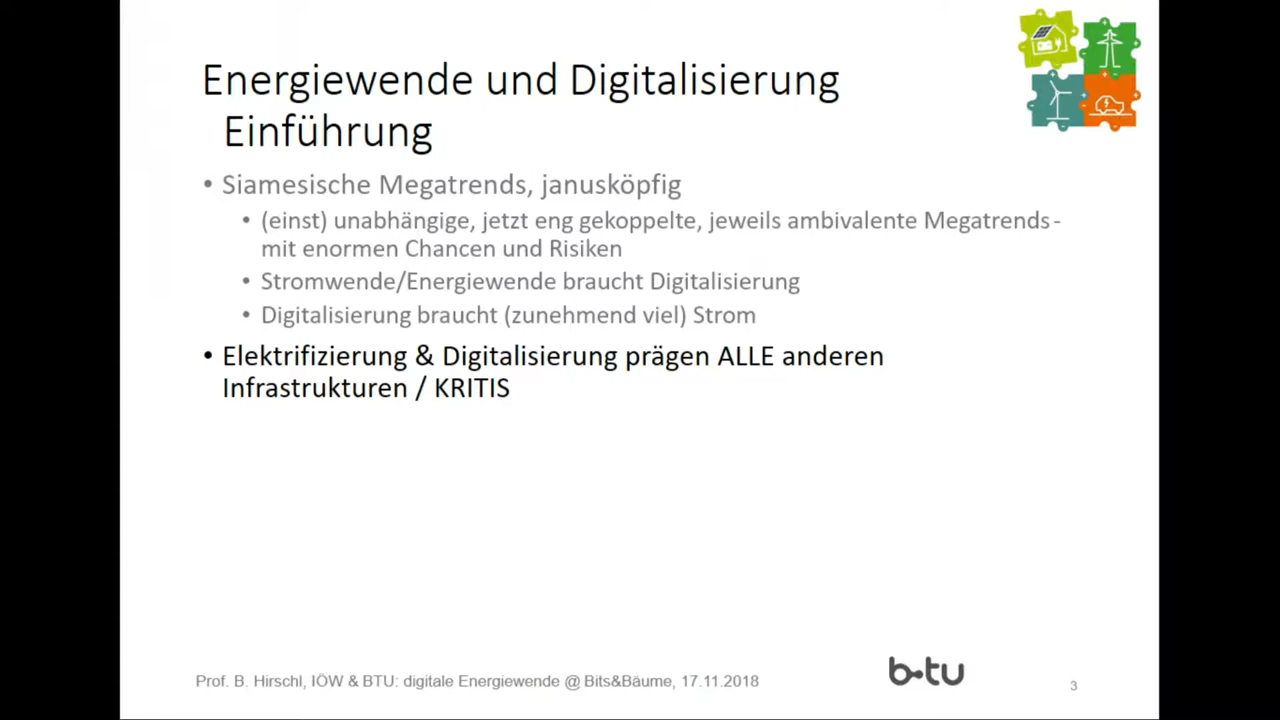 Energiewende und Digitalisierung
Einführung
• Siamesische Megatrends, janusköpfig
• (einst) unabhängige, jetzt eng gekoppelte, jeweils ambivalente Megatrends -
mit enormen Chancen und Risiken
• Stromwende/Energiewende braucht Digitalisierung
• Digitalisierung braucht (zunehmend viel) Strom
• Elektrifizierung & Digitalisierung prägen ALLE anderen
Infrastrukturen / KRITIS
Prof. B. Hirschl, IÖW & BTU: digitale Energiewende @ Bits&Bäume, 17.11.2018
b-tu
3